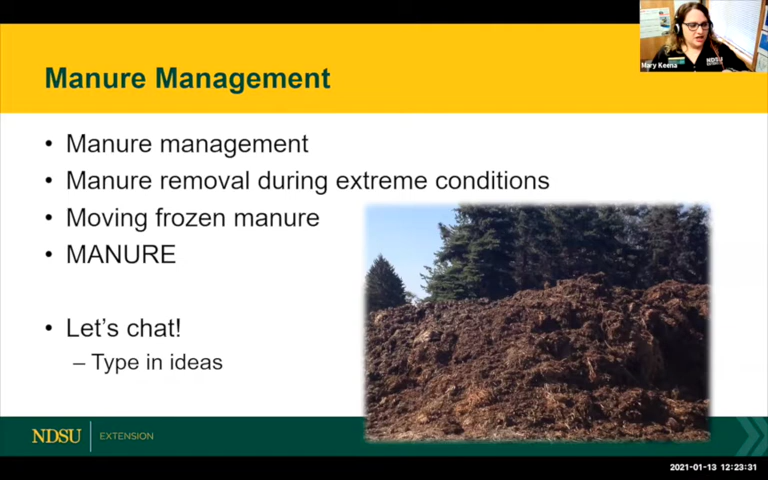 Manure Management
• Manure management
• Manure removal during extreme conditions
• Moving frozen manure
• MANURE
• Let's chat!
– Type in ideas
NDSU EXTENSION
Mary Keena
NDSU
2021-01-13 12:23:31